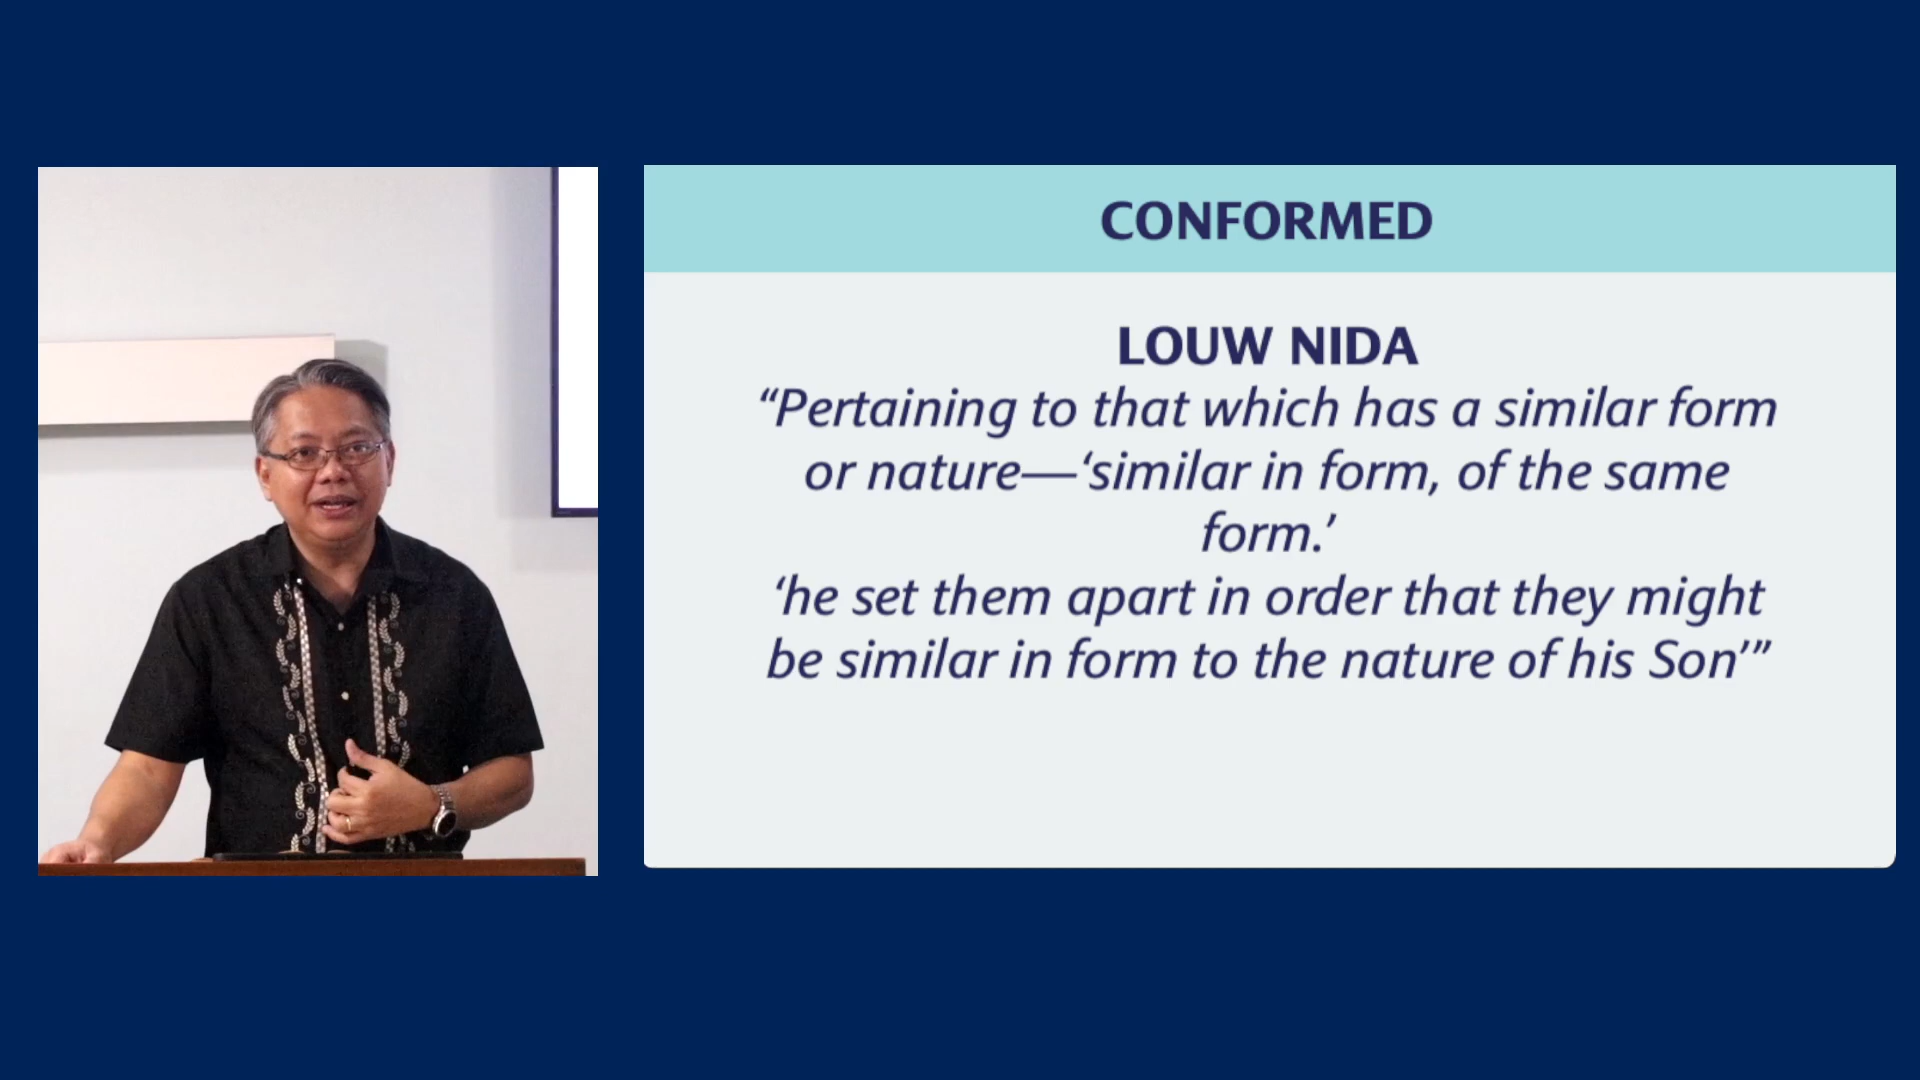 CONFORMED
LOUW NIDA
“Pertaining to that which has a similar form
or nature—‘similar in form, of the same
form.’
‘he set them apart in order that they might
be similar in form to the nature of his Son’”